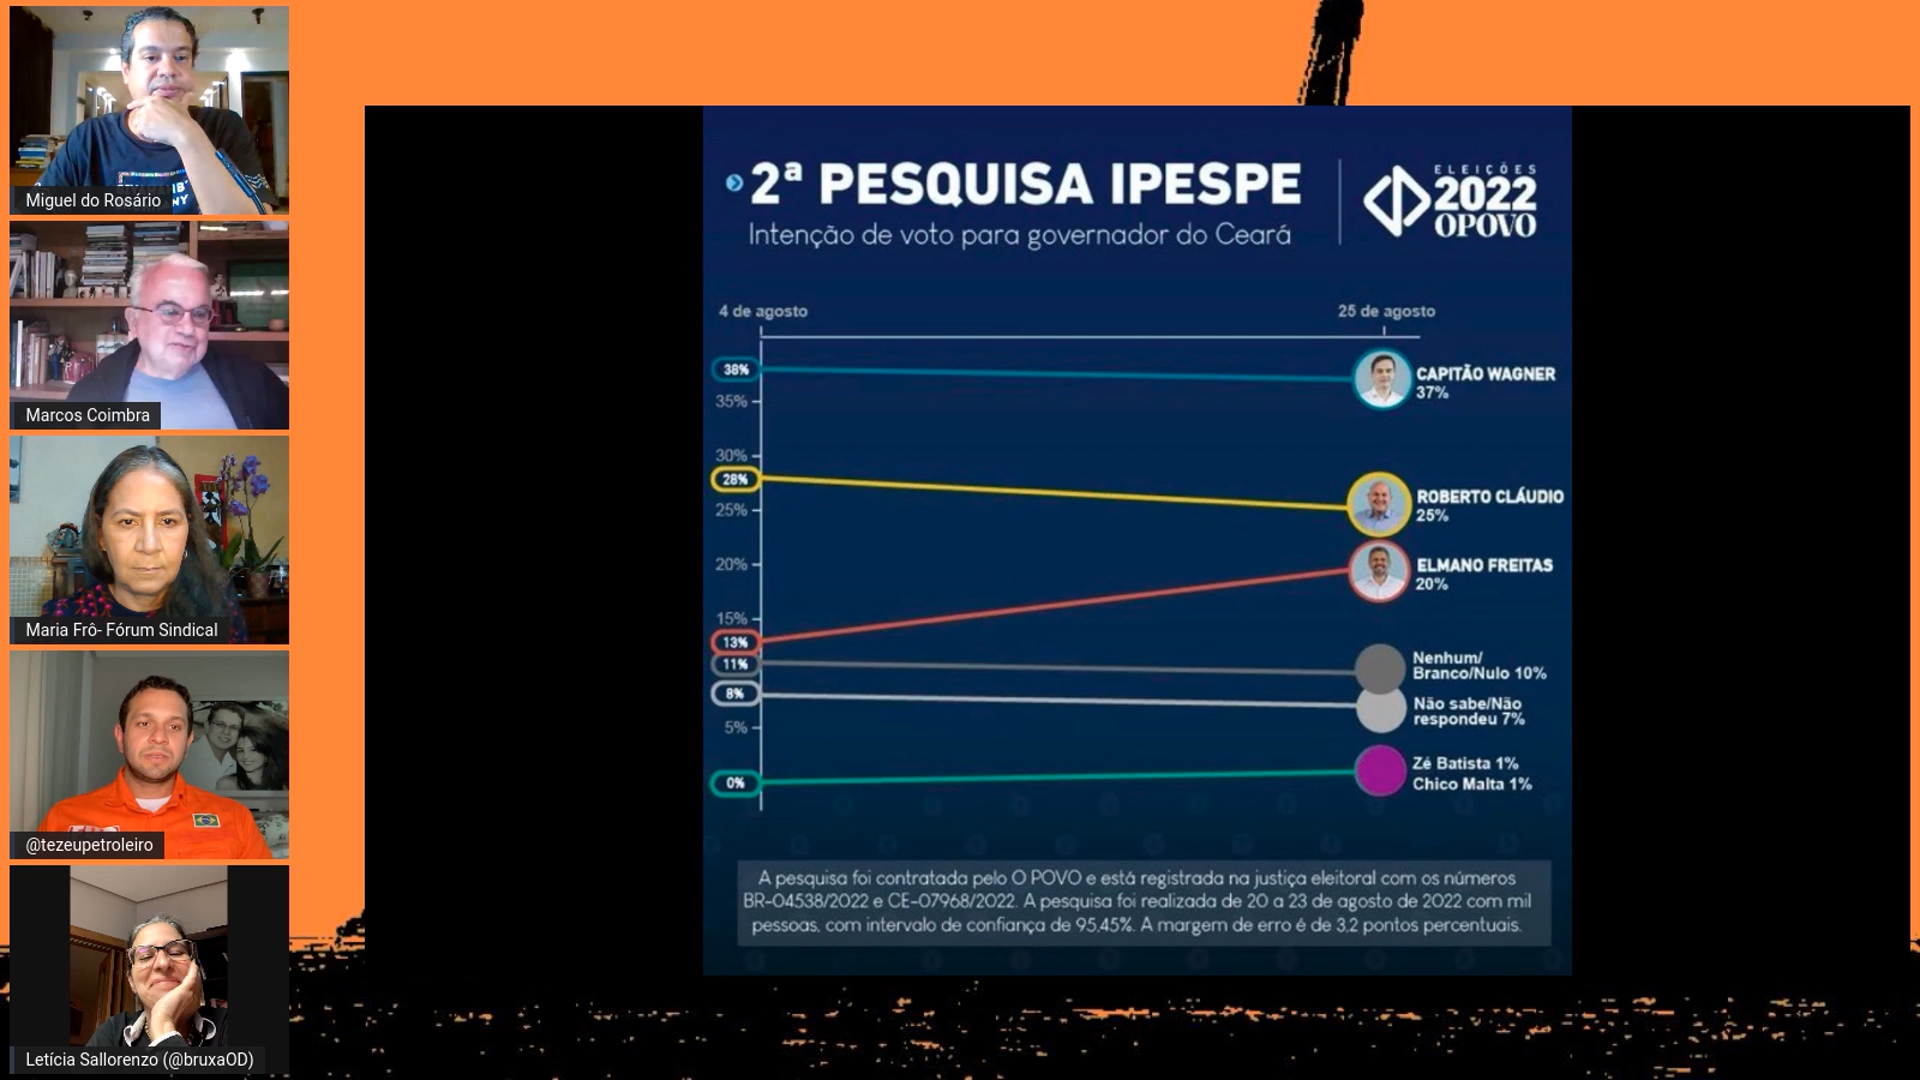 Miguel do Rosário
Marcos Coimbra
Maria Frô- Fórum Sindical
@tezeupetroleiro
Letícia Sallorenzo (@bruxaOD)
2ª PESQUISA IPESPE
Intenção de voto para governador do Ceará
ELEIÇÕES
2022
OPOVO
4 de agosto
25 de agosto
38%
35%
30%
28%
25%
20%
15%
13%
11%
8%
5%
0%
CAPITÃO WAGNER
37%
ROBERTO CLÁUDIO
25%
ELMANO FREITAS
20%
Nenhum/
Branco/Nulo 10%
Não sabe/Não
respondeu 7%
Zé Batista 1%
Chico Malta 1%
A pesquisa foi contratada pelo O POVO e está registrada na justiça eleitoral com os números
BR-04538/2022 e CE-07968/2022. A pesquisa foi realizada de 20 a 23 de agosto de 2022 com mil
pessoas, com intervalo de confiança de 95,45%. A margem de erro é de 3,2 pontos percentuais.